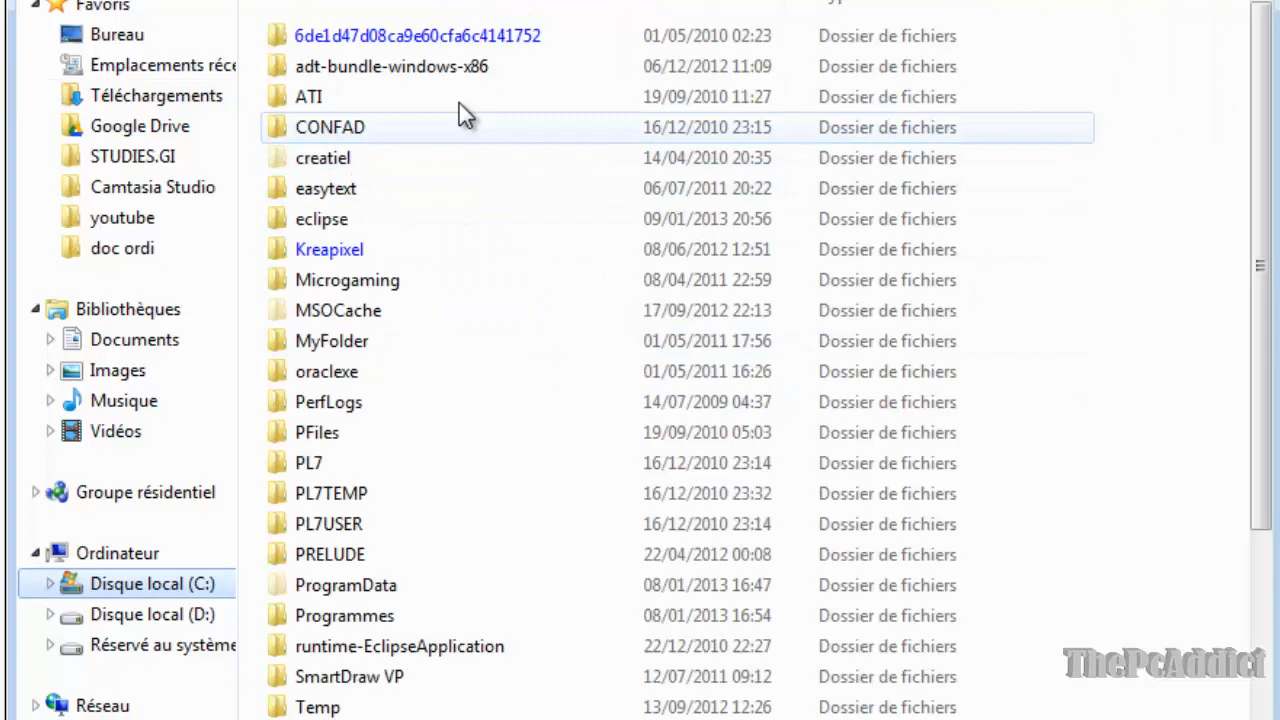 Favoris
Bureau
Emplacements réce
Téléchargements
Google Drive
STUDIES.GI
Camtasia Studio
youtube
doc ordi
Bibliothèques
Documents
Images
Musique
Vidéos
Groupe résidentiel
Ordinateur
Disque local (C:)
Disque local (D:)
Réservé au système
Réseau
6de1d47d08ca9e60cfa6c4141752 01/05/2010 02:23 Dossier de fichiers
adt-bundle-windows-x86 06/12/2012 11:09 Dossier de fichiers
ATI 19/09/2010 11:27 Dossier de fichiers
CONFAD 16/12/2010 23:15 Dossier de fichiers
creatiel 14/04/2010 20:35 Dossier de fichiers
easytext 06/07/2011 20:22 Dossier de fichiers
eclipse 09/01/2013 20:56 Dossier de fichiers
Kreapixel 08/06/2012 12:51 Dossier de fichiers
Microgaming 08/04/2011 22:59 Dossier de fichiers
MSOCache 17/09/2012 22:13 Dossier de fichiers
MyFolder 01/05/2011 17:56 Dossier de fichiers
oraclexe 01/05/2011 16:26 Dossier de fichiers
PerfLogs 14/07/2009 04:37 Dossier de fichiers
PFiles 19/09/2010 05:03 Dossier de fichiers
PL7 16/12/2010 23:14 Dossier de fichiers
PL7TEMP 16/12/2010 23:32 Dossier de fichiers
PL7USER 16/12/2010 23:14 Dossier de fichiers
PRELUDE 22/04/2012 00:08 Dossier de fichiers
ProgramData 08/01/2013 16:47 Dossier de fichiers
Programmes 08/01/2013 16:54 Dossier de fichiers
runtime-EclipseApplication 22/12/2010 22:27 Dossier de fichiers
SmartDraw VP 12/07/2011 09:12 Dossier de fichiers
Temp 13/09/2012 12:26 Dossier de fichiers
ThePcAddict